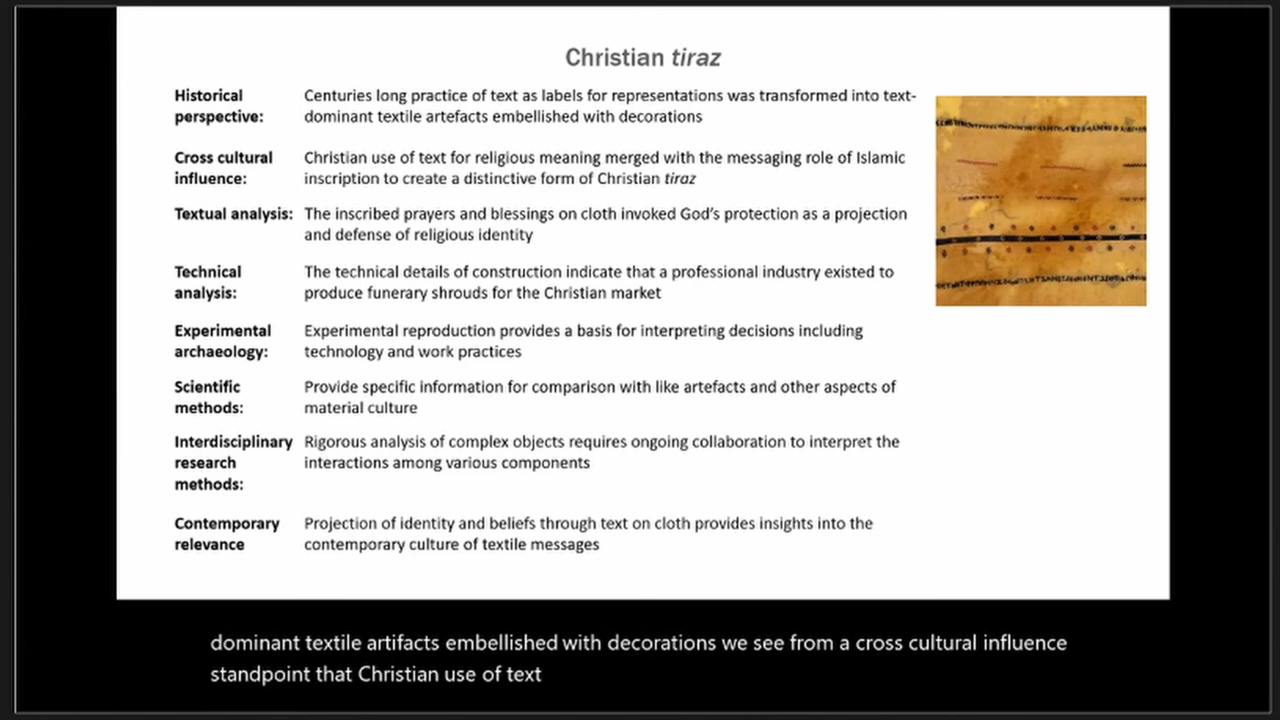 Christian tiraz
Historical perspective:
Centuries long practice of text as labels for representations was transformed into text-
dominant textile artefacts embellished with decorations
Cross cultural influence:
Christian use of text for religious meaning merged with the messaging role of Islamic
inscription to create a distinctive form of Christian tiraz
Textual analysis:
The inscribed prayers and blessings on cloth invoked God's protection as a projection
and defense of religious identity
Technical analysis:
The technical details of construction indicate that a professional industry existed to
produce funerary shrouds for the Christian market
Experimental archaeology:
Experimental reproduction provides a basis for interpreting decisions including
technology and work practices
Scientific methods:
Provide specific information for comparison with like artefacts and other aspects of
material culture
Interdisciplinary research methods:
Rigorous analysis of complex objects requires ongoing collaboration to interpret the
interactions among various components
Contemporary relevance
Projection of identity and beliefs through text on cloth provides insights into the
contemporary culture of textile messages
dominant textile artifacts embellished with decorations we see from a cross cultural influence
standpoint that Christian use of text